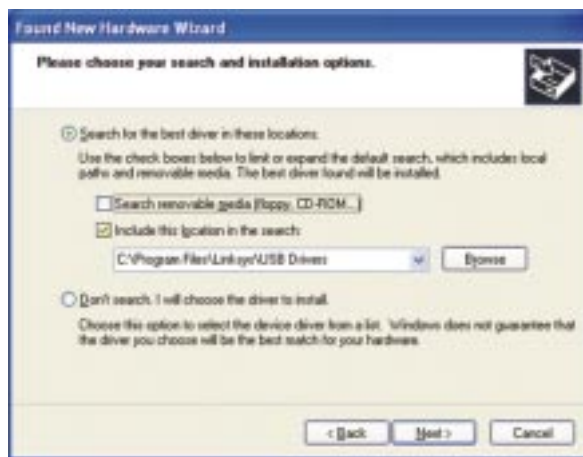 Found New Hardware Wizard
Please choose your search and installation options.
Search for the best driver in these locations.
Use the check boxes below to limit or expand the default search, which includes local
paths and removable media. The best driver found will be installed.
Search removable media (floppy, CD-ROM...)
Include this location in the search:
C:\Program Files\Linksys\USB Drivers
Browse
Don't search. I will choose the driver to install.
Choose this option to select the device driver from a list. Windows does not guarantee that
the driver you choose will be the best match for your hardware.
< Back
Next >
Cancel